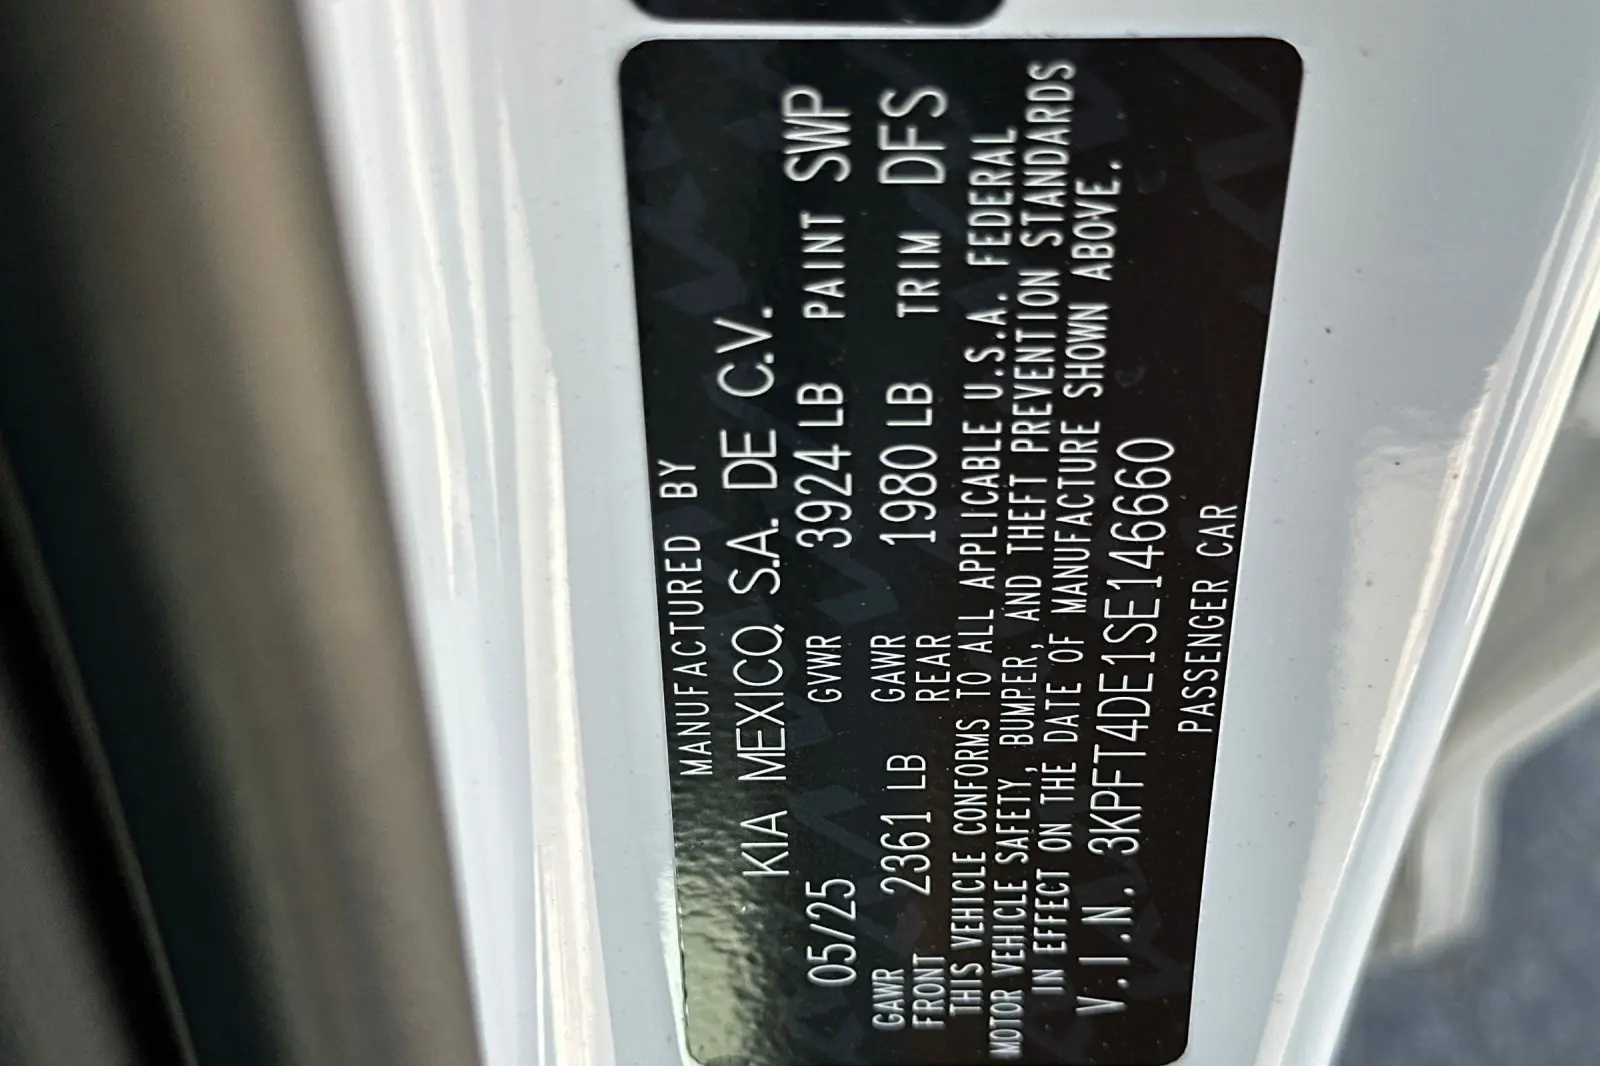 MANUFACTURED BY
KIA MEXICO, S.A. DE C.V.
05/25 GVWR 3924 LB PAINT SWP
GAWR FRONT 2361 LB GAWR REAR 1980 LB TRIM DFS
THIS VEHICLE CONFORMS TO ALL APPLICABLE U.S.A. FEDERAL
MOTOR VEHICLE SAFETY, BUMPER, AND THEFT PREVENTION STANDARDS
IN EFFECT ON THE DATE OF MANUFACTURE SHOWN ABOVE.
V.I.N. 3KPFT4DE1SE146660
PASSENGER CAR